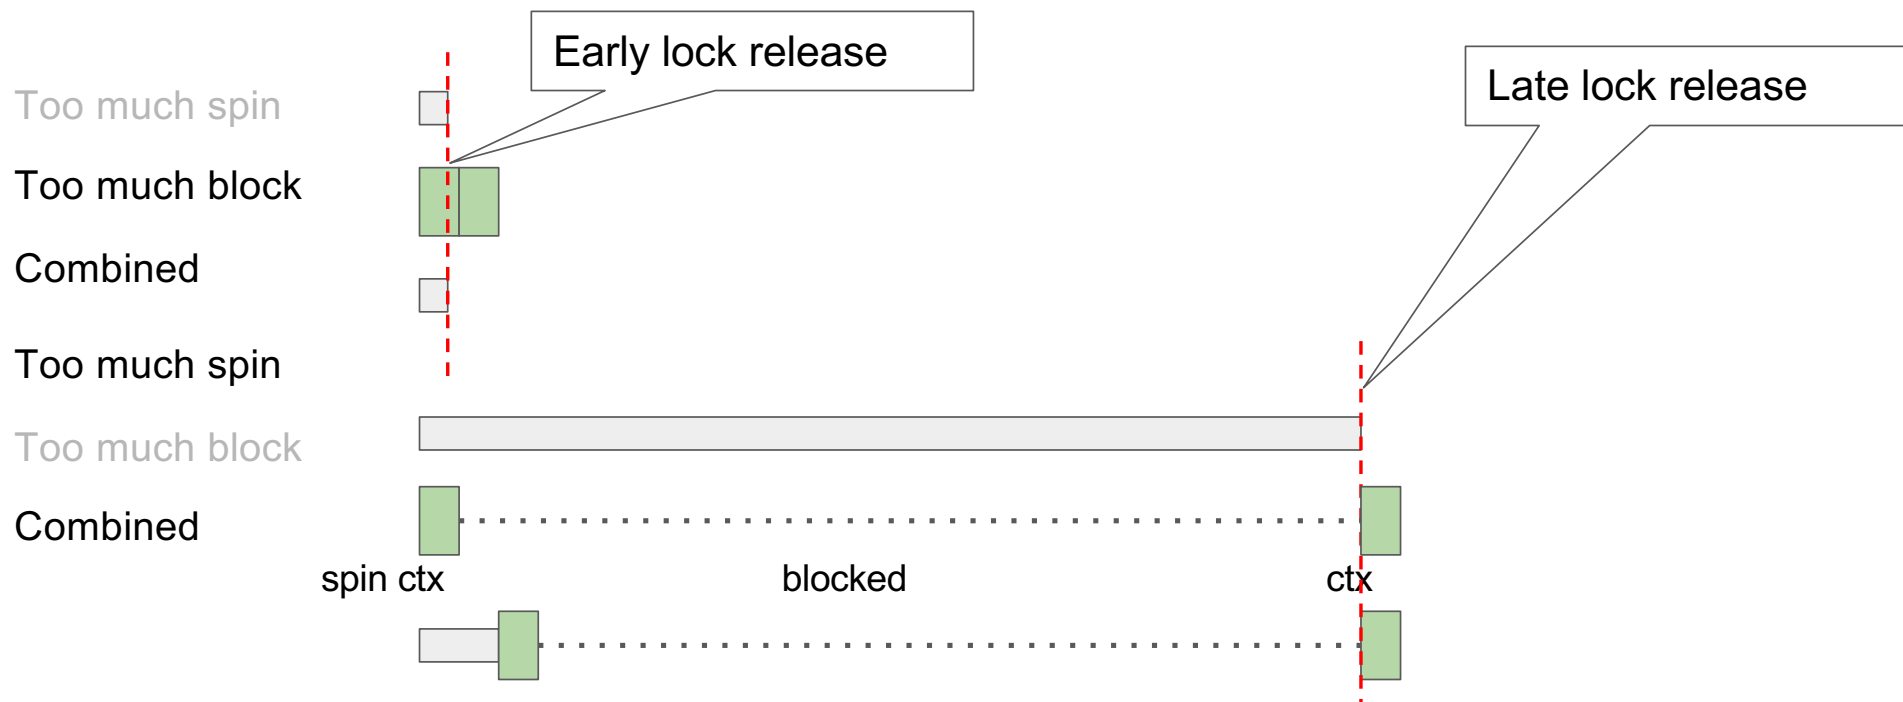 Early lock release
Late lock release
Too much spin
Too much block
Combined
Too much spin
Too much block
Combined
spin ctx
blocked
ctx